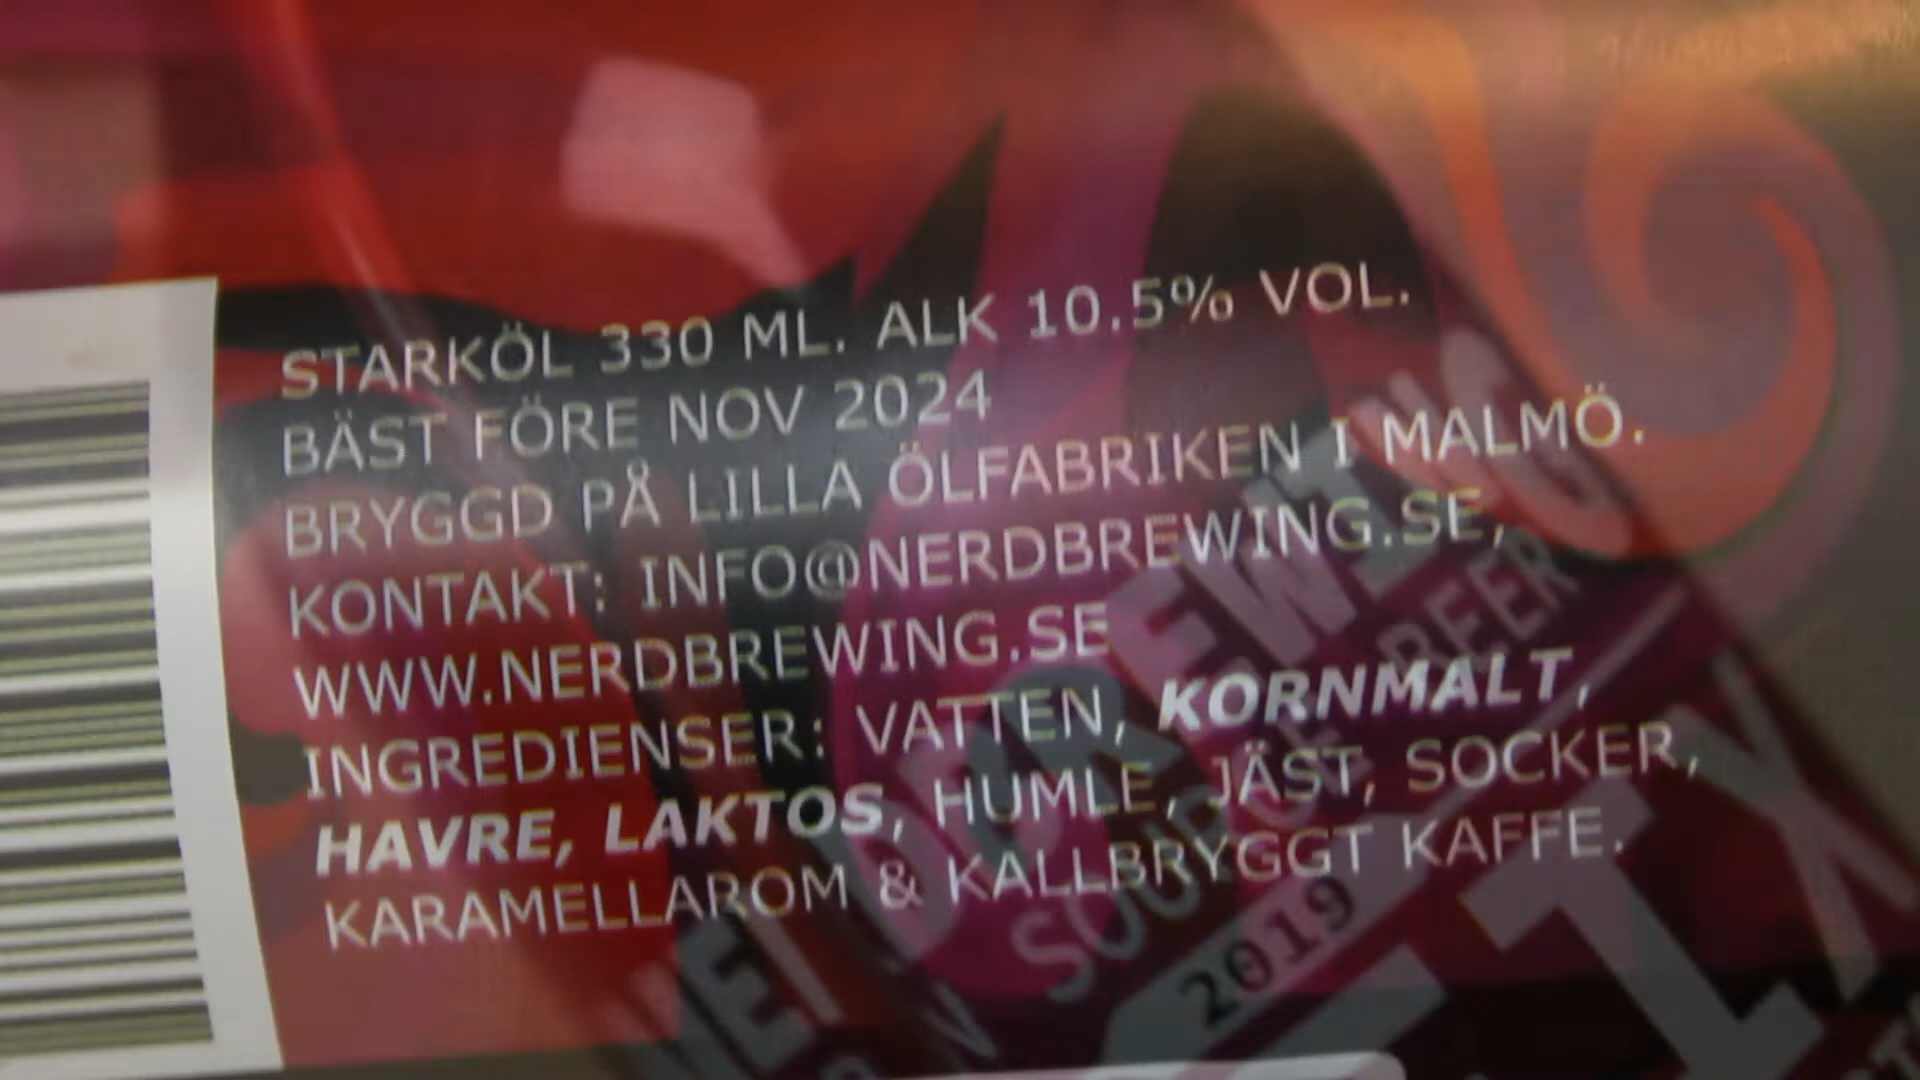 STARKÖL 330 ML. ALK 10.5% VOL.
BÄST FÖRE NOV 2024
BRYGGD PÅ LILLA ÖLFABRIKEN I MALMÖ.
KONTAKT: INFO@NERDBREWING.SE,
WWW.NERDBREWING.SE
INGREDIENSER: VATTEN, KORNMALT,
HAVRE, LAKTOS, HUMLE, JÄST, SOCKER,
KARAMELLAROM & KALLBRYGGT KAFFE.
BEER
2019